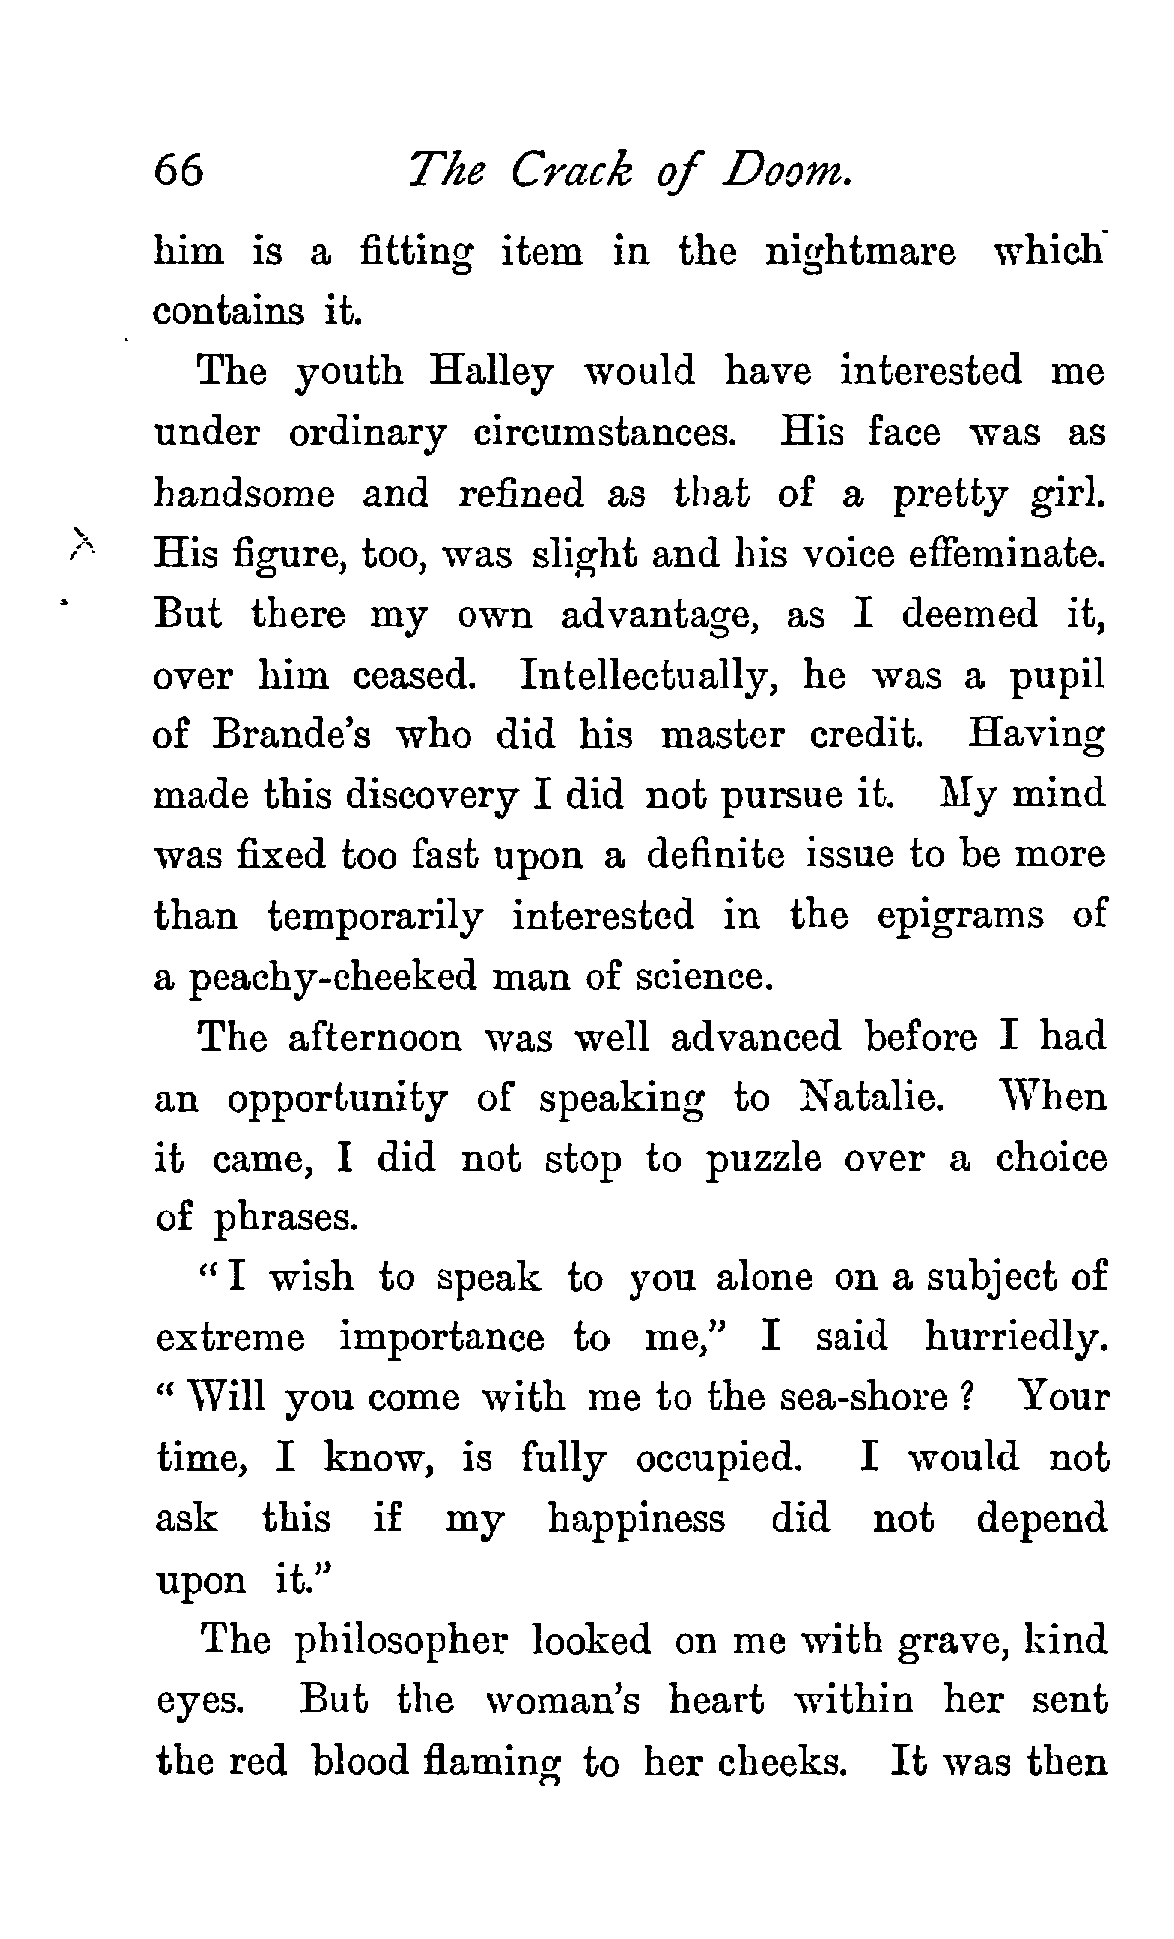 66 The Crack of Doom.
him is a fitting item in the nightmare which
contains it.
The youth Halley would have interested me
under ordinary circumstances. His face was as
handsome and refined as that of a pretty girl.
His figure, too, was slight and his voice effeminate.
But there my own advantage, as I deemed it,
over him ceased. Intellectually, he was a pupil
of Brande's who did his master credit. Having
made this discovery I did not pursue it. My mind
was fixed too fast upon a definite issue to be more
than temporarily interested in the epigrams of
a peachy-cheeked man of science.
The afternoon was well advanced before I had
an opportunity of speaking to Natalie. When
it came, I did not stop to puzzle over a choice
of phrases.
“I wish to speak to you alone on a subject of
extreme importance to me,” I said hurriedly.
“Will you come with me to the sea-shore? Your
time, I know, is fully occupied. I would not
ask this if my happiness did not depend
upon it.”
The philosopher looked on me with grave, kind
eyes. But the woman's heart within her sent
the red blood flaming to her cheeks. It was then